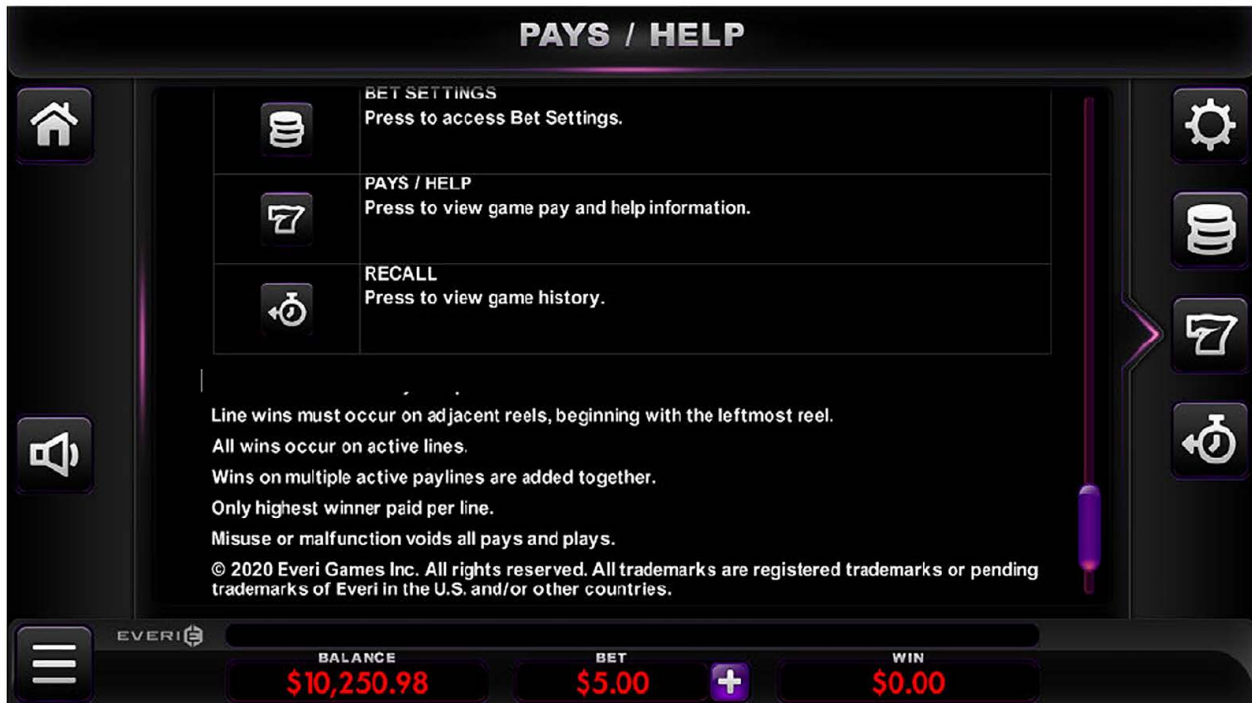 PAYS / HELP
BET SETTINGS
Press to access Bet Settings.
PAYS / HELP
Press to view game pay and help information.
RECALL
Press to view game history.
Line wins must occur on adjacent reels, beginning with the leftmost reel.
All wins occur on active lines.
Wins on multiple active paylines are added together.
Only highest winner paid per line.
Misuse or malfunction voids all pays and plays.
© 2020 Everi Games Inc. All rights reserved. All trademarks are registered trademarks or pending
trademarks of Everi in the U.S. and/or other countries.
EVERI
BALANCE
$10,250.98
BET
$5.00
WIN
$0.00